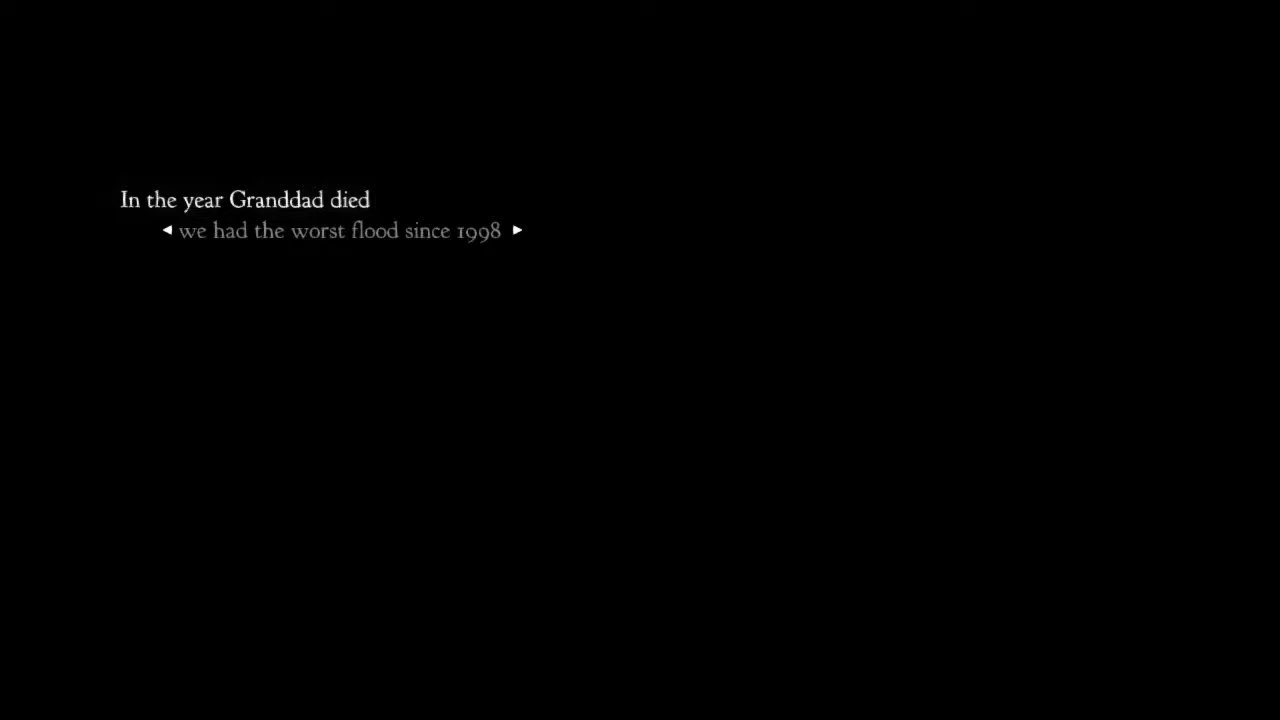 In the year Granddad died
◄ we had the worst flood since 1998 ►